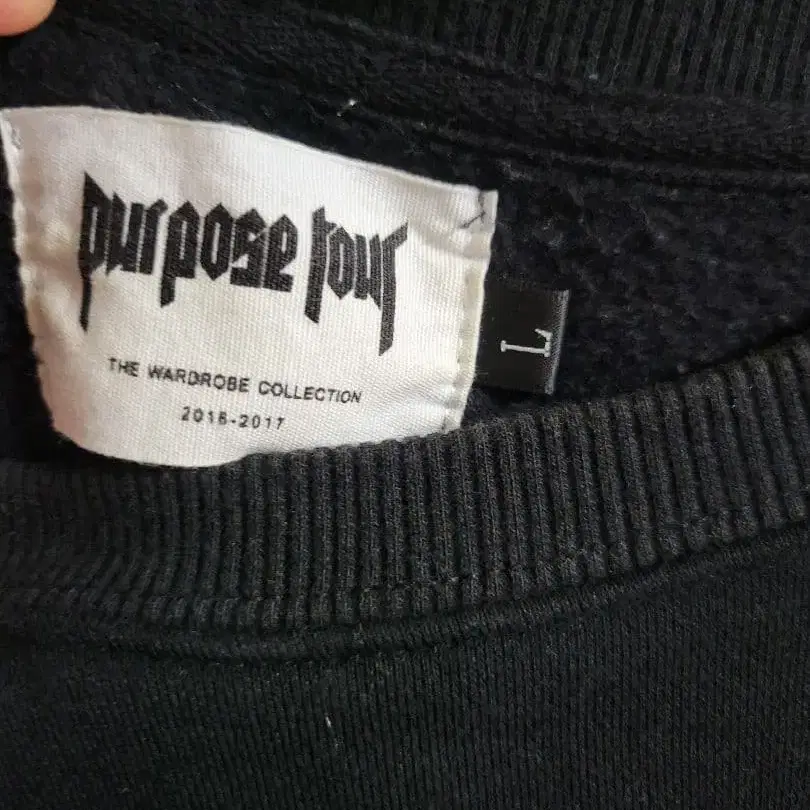 purpose tour
THE WARDROBE COLLECTION
2016-2017
L